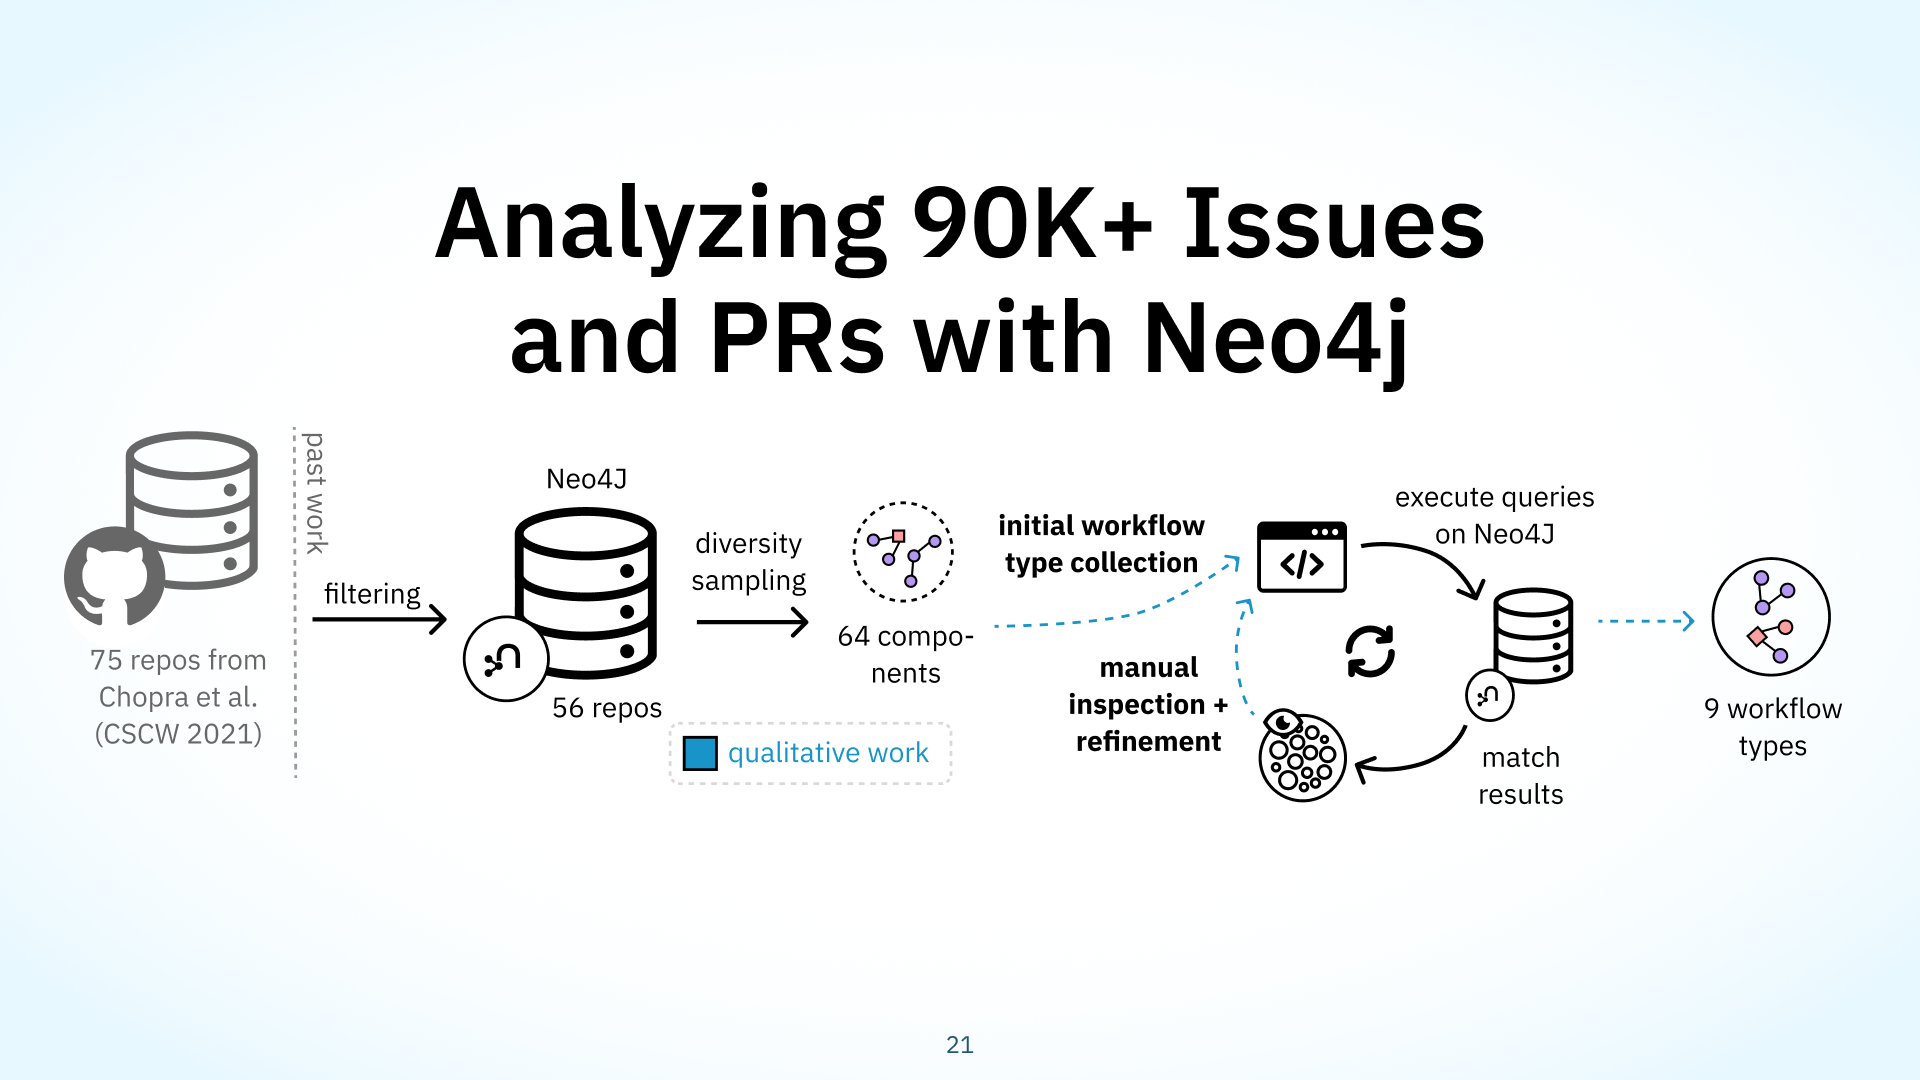 Analyzing 90K+ Issues
and PRs with Neo4j
past work
75 repos from
Chopra et al.
(CSCW 2021)
filtering
Neo4J
56 repos
diversity
sampling
64 compo-
nents
qualitative work
initial workflow
type collection
manual
inspection +
refinement
</>
execute queries
on Neo4J
match
results
9 workflow
types
21